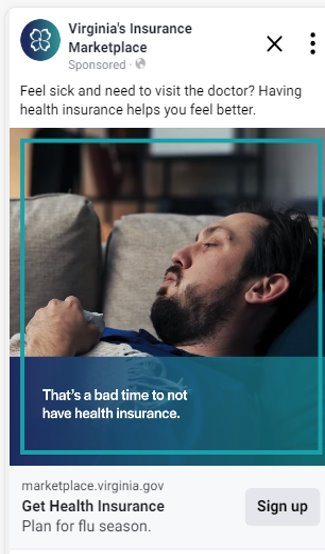 Virginia's Insurance
Marketplace
Sponsored ·
Feel sick and need to visit the doctor? Having
health insurance helps you feel better.
That's a bad time to not
have health insurance.
marketplace.virginia.gov
Get Health Insurance
Plan for flu season.
Sign up